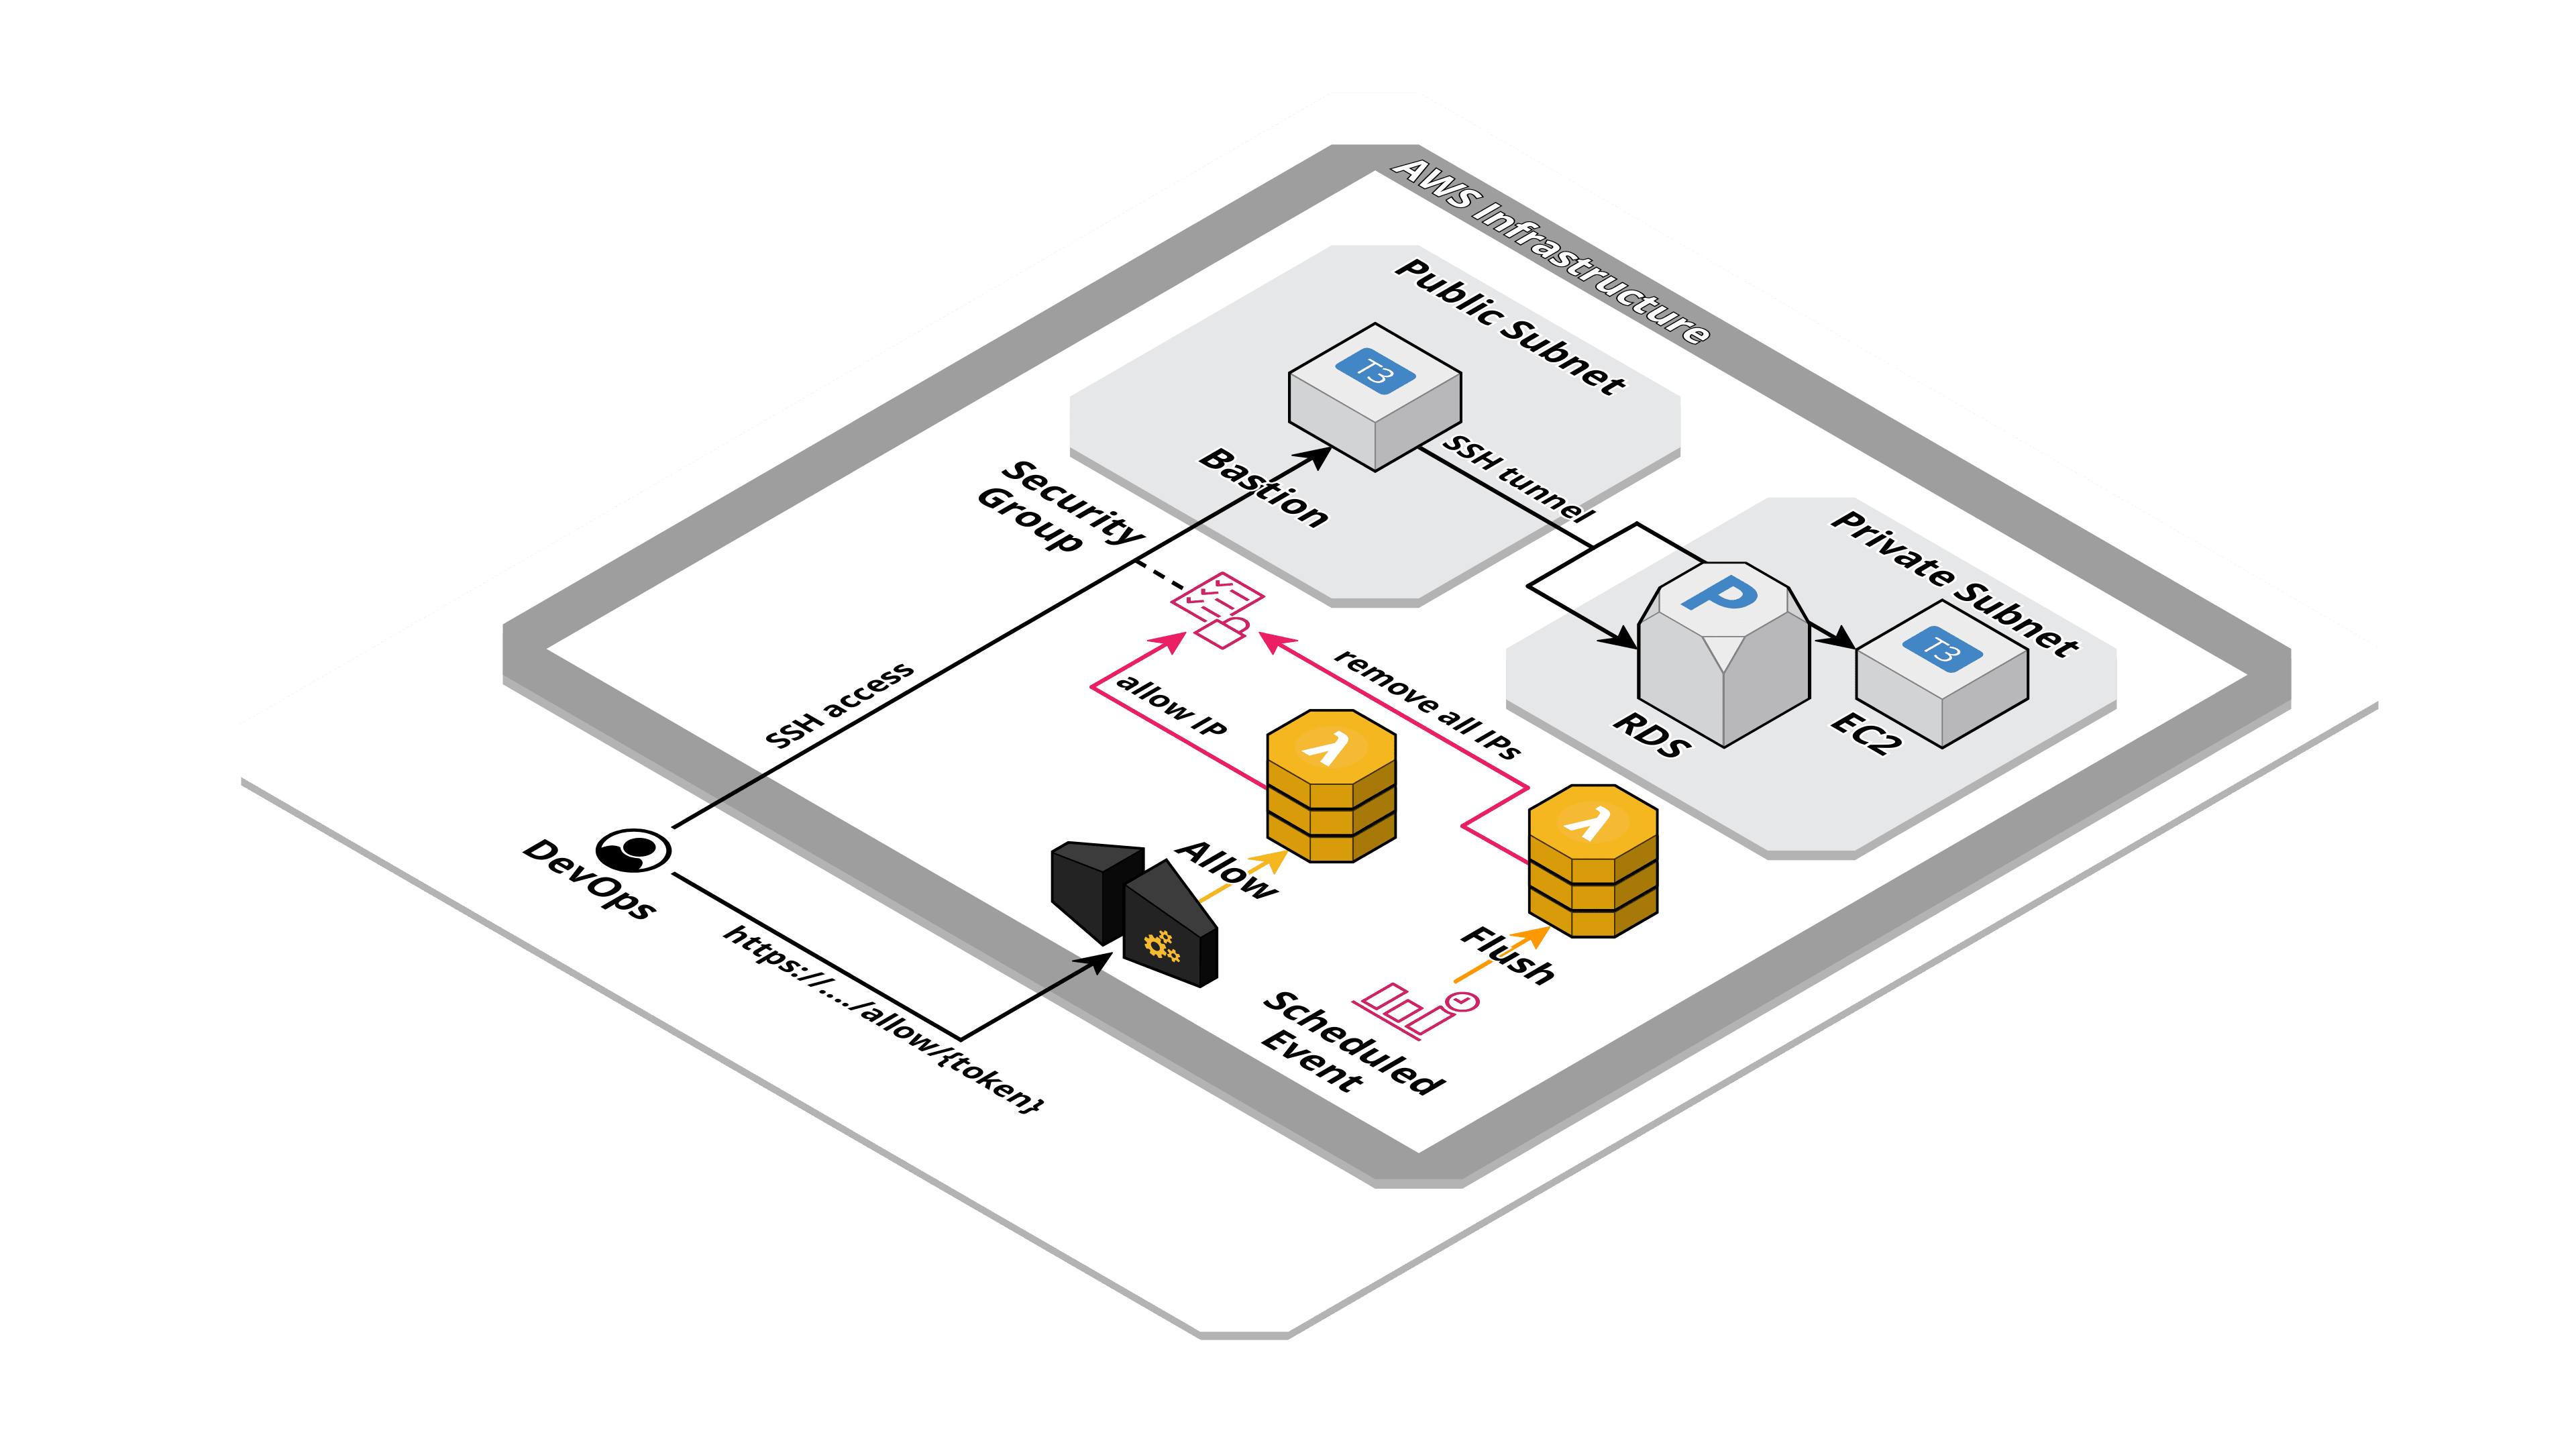 AWS Infrastructure
Public Subnet
T3
Bastion
SSH tunnel
Security
Group
Private Subnet
P
T3
RDS
EC2
SSH access
allow IP
remove all IPs
λ
λ
Allow
Flush
DevOps
https://..../allow/{token}
Scheduled
Event